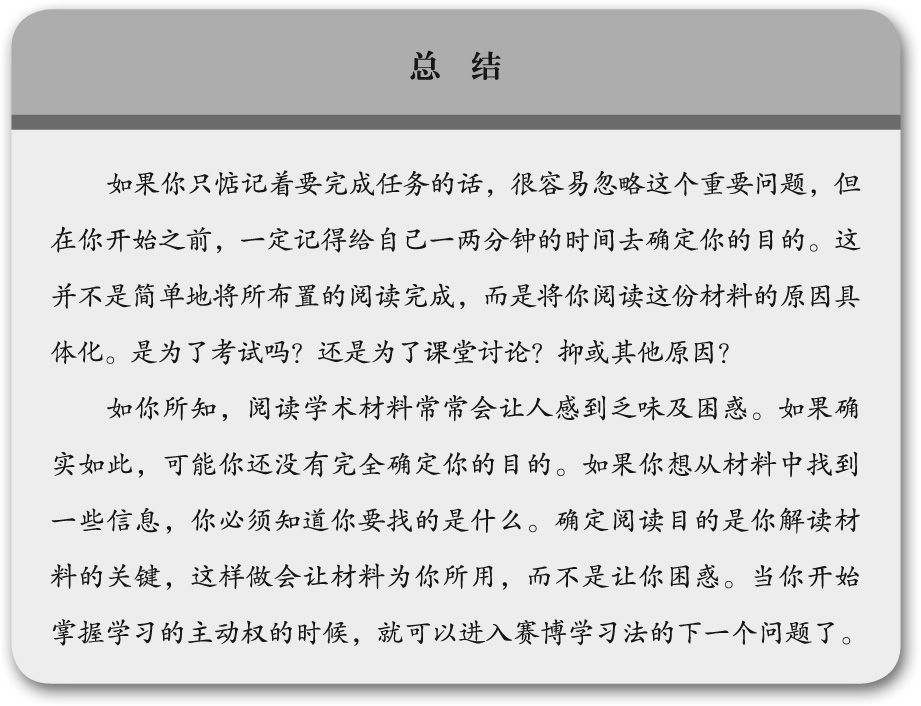 总 结
如果你只惦记着要完成任务的话，很容易忽略这个重要问题，但
在你开始之前，一定记得给自己一两分钟的时间去确定你的目的。这
并不是简单地将所布置的阅读完成，而是将你阅读这份材料的原因具
体化。是为了考试吗？还是为了课堂讨论？抑或其他原因？
如你所知，阅读学术材料常常会让人感到乏味及困惑。如果确
实如此，可能你还没有完全确定你的目的。如果你想从材料中找到
一些信息，你必须知道你要找的是什么。确定阅读目的是你解读材
料的关键，这样做会让材料为你所用，而不是让你困惑。当你开始
掌握学习的主动权的时候，就可以进入赛博学习法的下一个问题了。